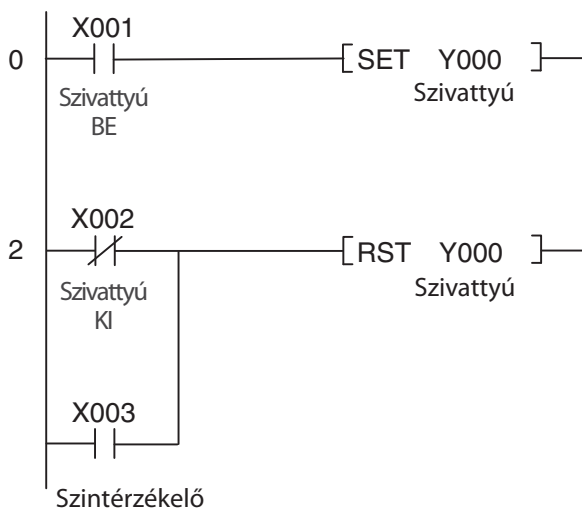 X001
0
SET Y000
Szivattyú
BE
Szivattyú
X002
2
RST Y000
Szivattyú
KI
Szivattyú
X003
Szintérzékelő